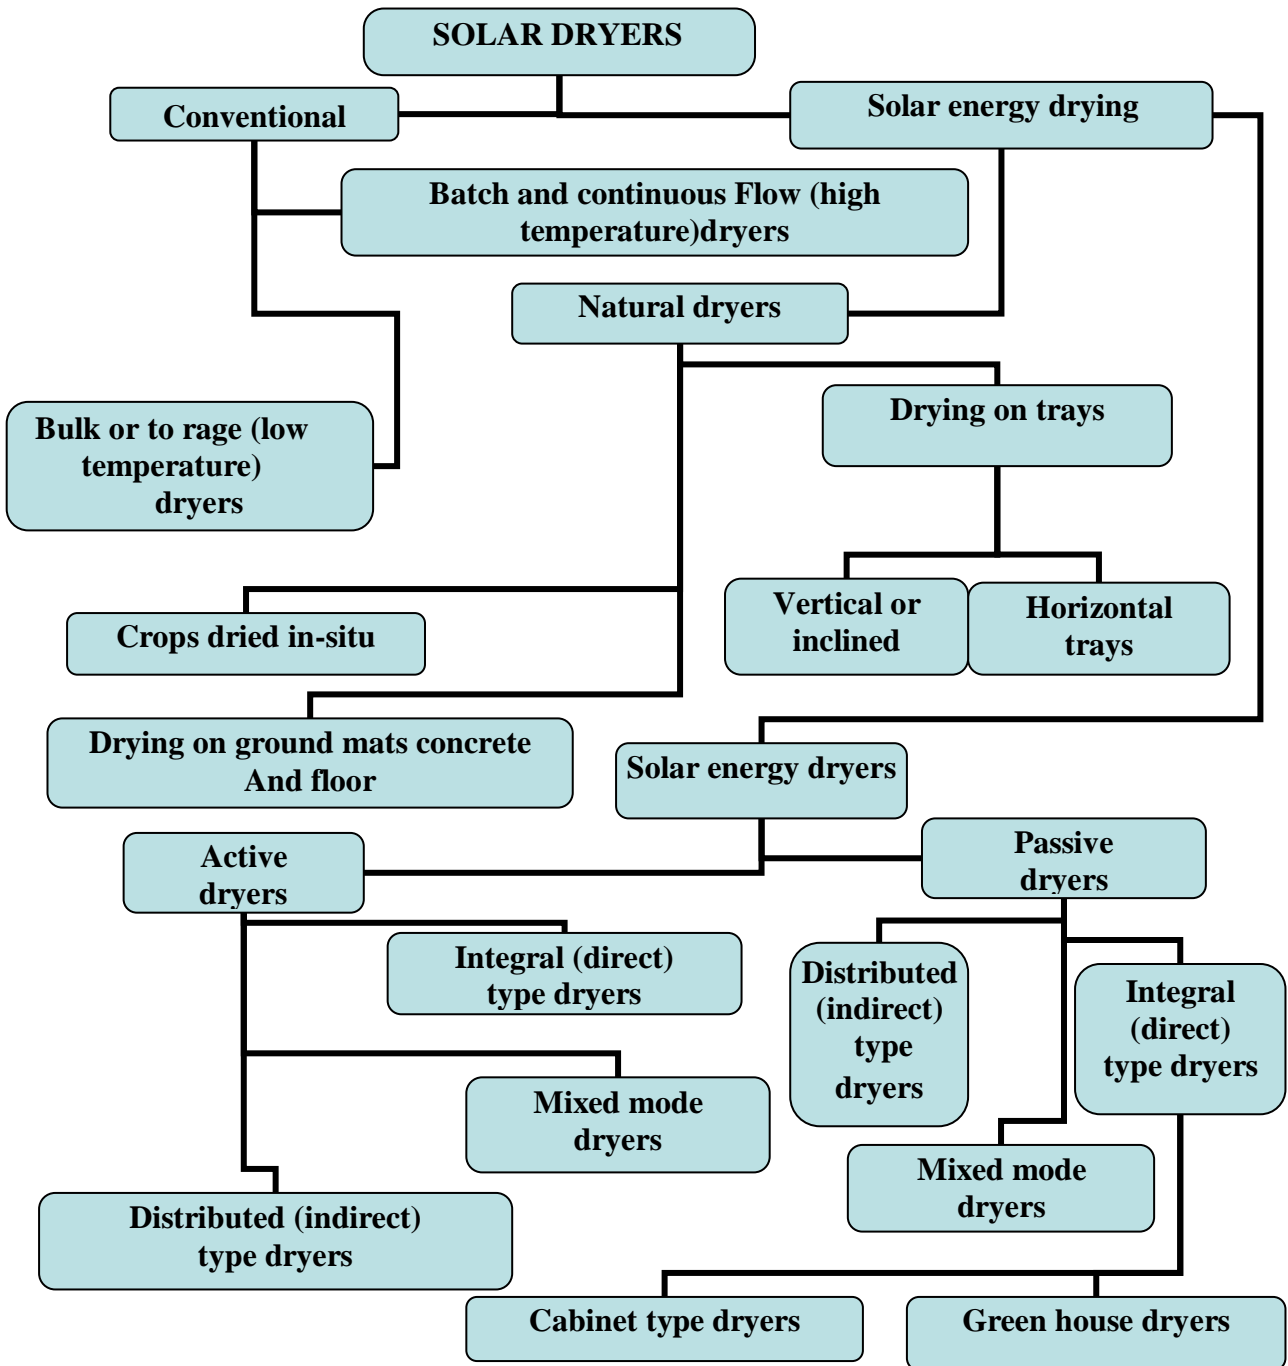 SOLAR DRYERS
Conventional
Solar energy drying
Batch and continuous Flow (high
temperature)dryers
Natural dryers
Drying on trays
Bulk or to rage (low
temperature)
dryers
Vertical or
inclined
Horizontal
trays
Crops dried in-situ
Drying on ground mats concrete
And floor
Solar energy dryers
Active
dryers
Passive
dryers
Integral (direct)
type dryers
Distributed
(indirect)
type
dryers
Integral
(direct)
type dryers
Mixed mode
dryers
Mixed mode
dryers
Distributed (indirect)
type dryers
Cabinet type dryers
Green house dryers